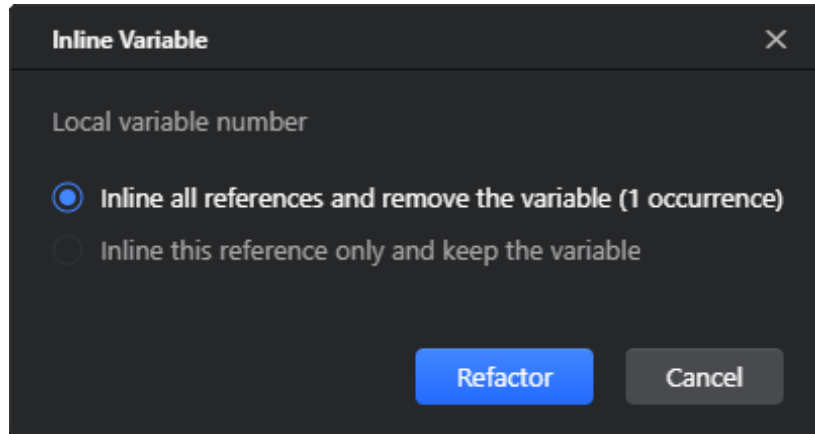 Inline Variable
Local variable number
Inline all references and remove the variable (1 occurrence)
Inline this reference only and keep the variable
Refactor Cancel